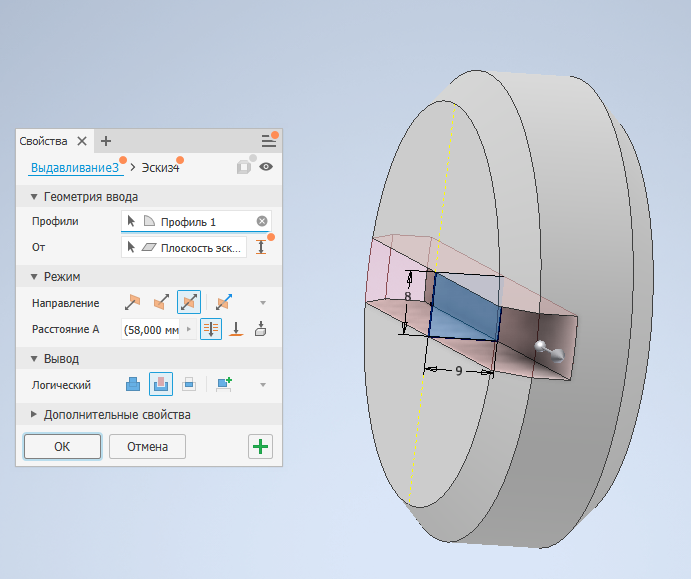 Свойства
Выдавливание3 > Эскиз4
Геометрия ввода
Профили Профиль 1
От Плоскость эск...
Режим
Направление
Расстояние A (58,000 мм
Вывод
Логический
Дополнительные свойства
OK Отмена
8
9